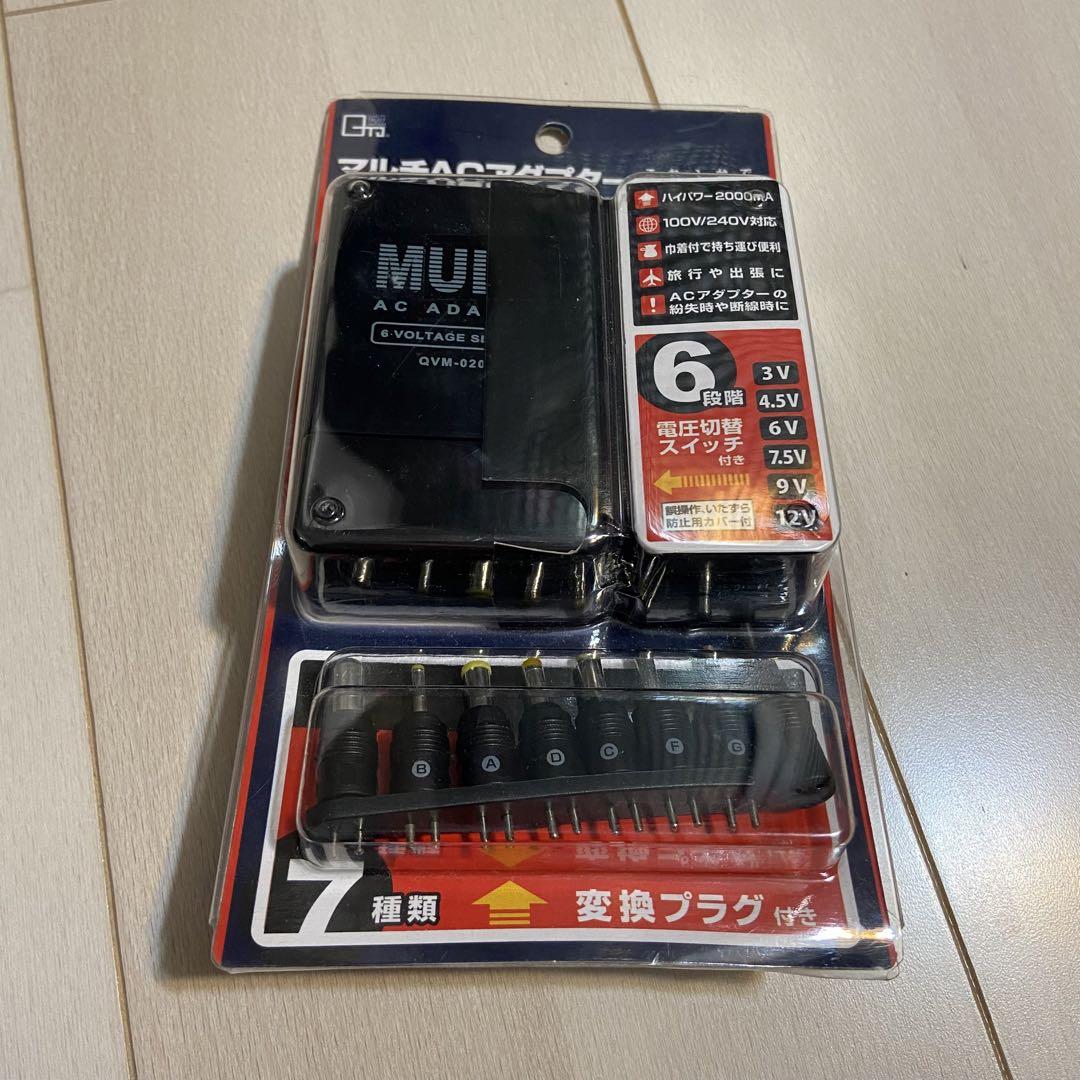 QTJ
マルチACアダプター
MUL
AC ADA
6·VOLTAGE SE
QVM-020
ハイパワー2000mA
100V/240V対応
巾着付で持ち運び便利
旅行や出張に
!
ACアダプターの
紛失時や断線時に
6
段階
電圧切替
スイッチ
付き
誤操作、いたずら
防止用カバー付
3V
4.5V
6V
7.5V
9V
12V
B
A
D
C
F
G
7
種類
変換プラグ付き